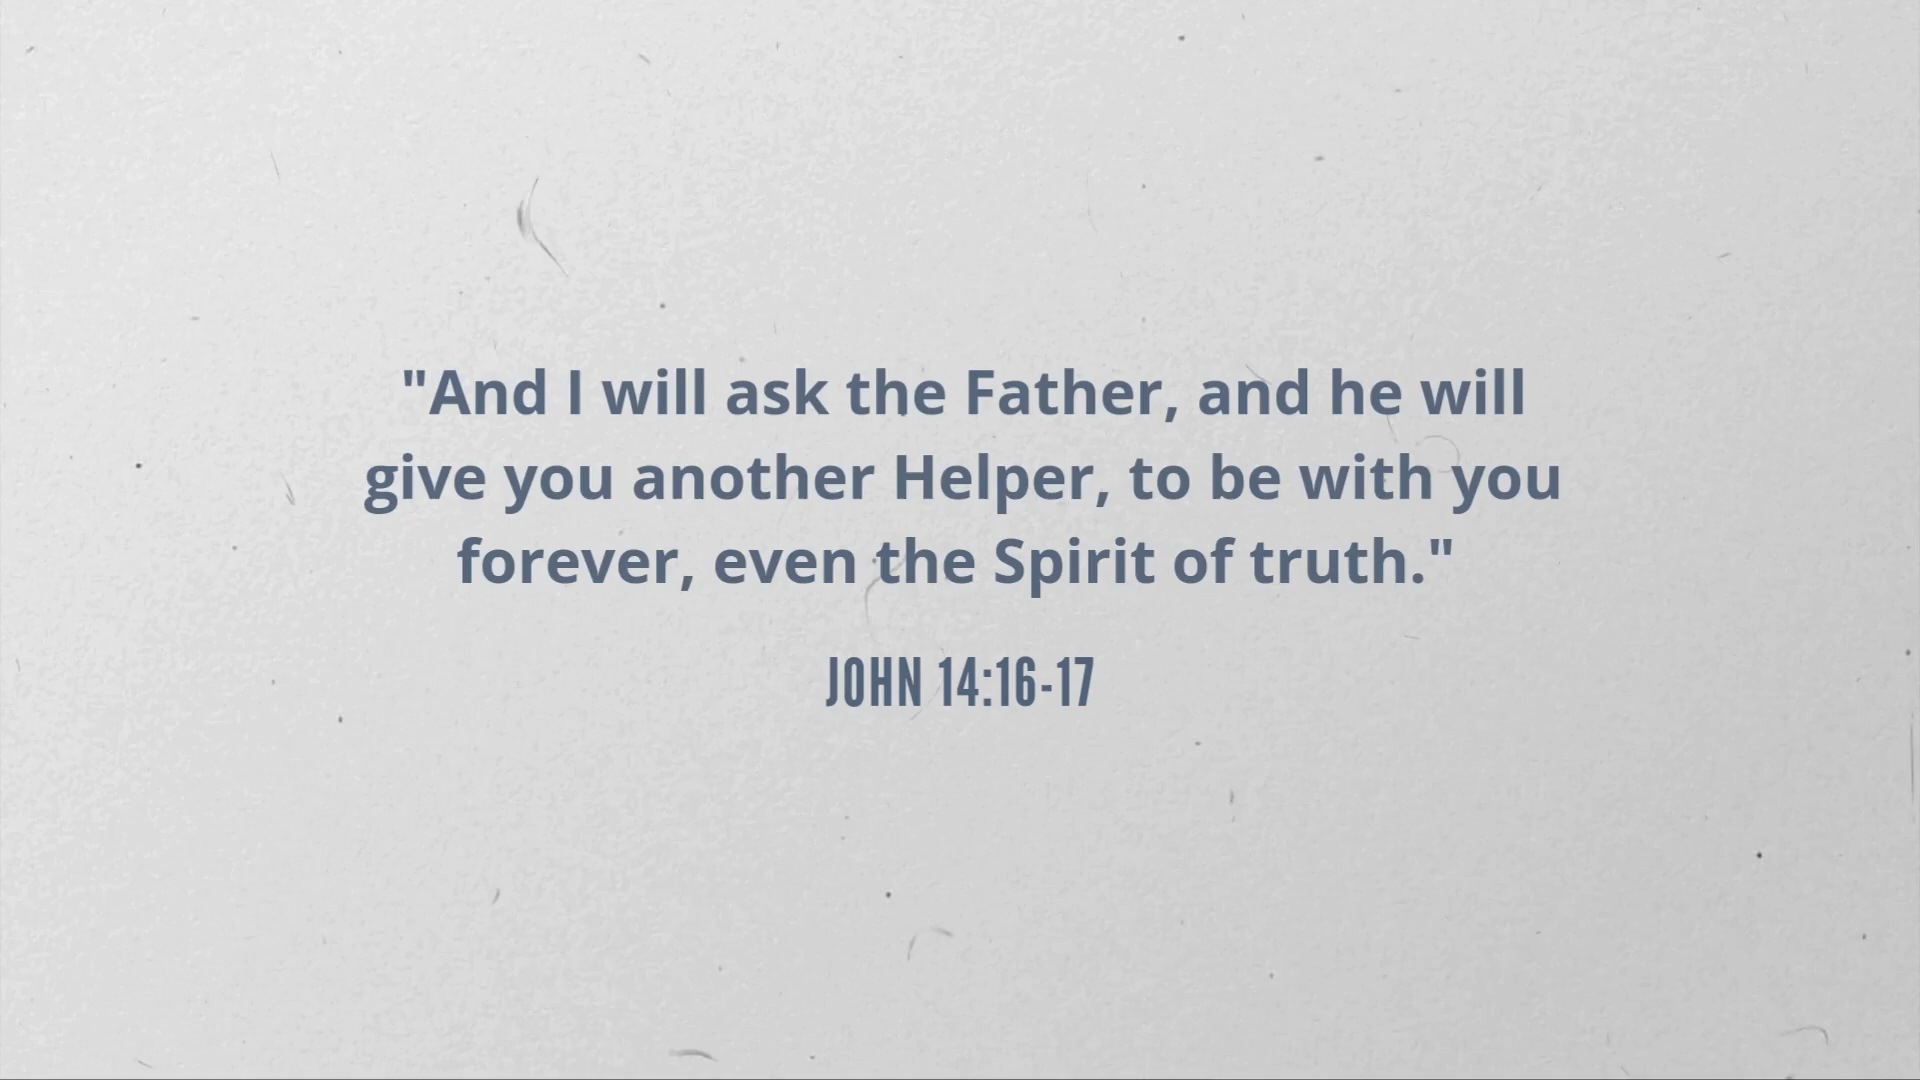 "And I will ask the Father, and he will
give you another Helper, to be with you
forever, even the Spirit of truth."
JOHN 14:16-17